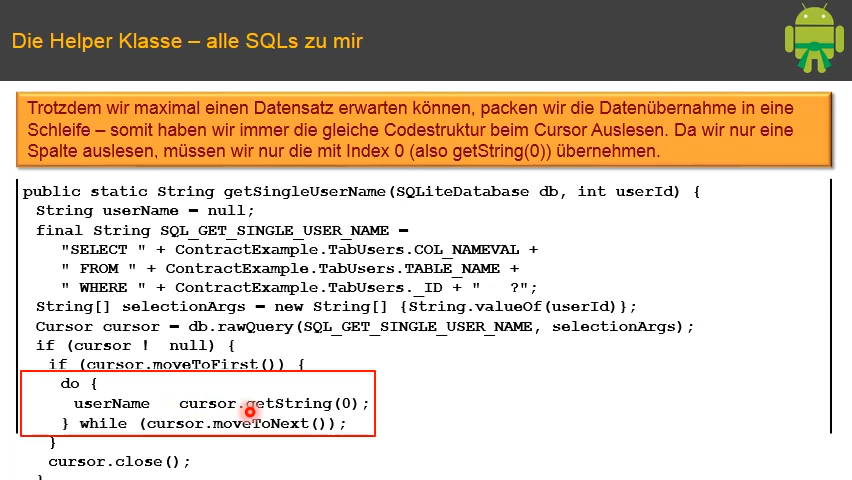 Die Helper Klasse – alle SQLs zu mir
Trotzdem wir maximal einen Datensatz erwarten können, packen wir die Datenübernahme in eine
Schleife – somit haben wir immer die gleiche Codestruktur beim Cursor Auslesen. Da wir nur eine
Spalte auslesen, müssen wir nur die mit Index 0 (also getString(0)) übernehmen.
public static String getSingleUserName(SQLiteDatabase db, int userId) {
String userName = null;
final String SQL_GET_SINGLE_USER_NAME =
"SELECT " + ContractExample.TabUsers.COL_NAMEVAL +
" FROM " + ContractExample.TabUsers.TABLE_NAME +
" WHERE " + ContractExample.TabUsers._ID + " ?";
String[] selectionArgs = new String[] {String.valueOf(userId)};
Cursor cursor = db.rawQuery(SQL_GET_SINGLE_USER_NAME, selectionArgs);
if (cursor ! null) {
if (cursor.moveToFirst()) {
do {
userName cursor.getString(0);
} while (cursor.moveToNext());
}
cursor.close();